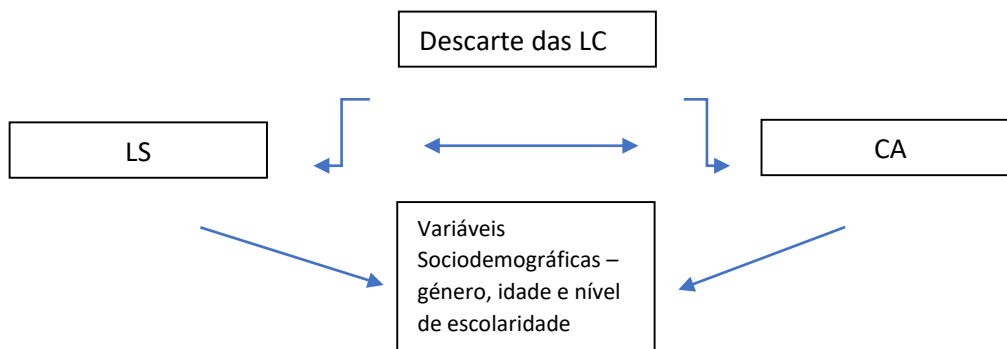 Descarte das LC
LS
CA
Variáveis
Sociodemográficas –
género, idade e nível
de escolaridade